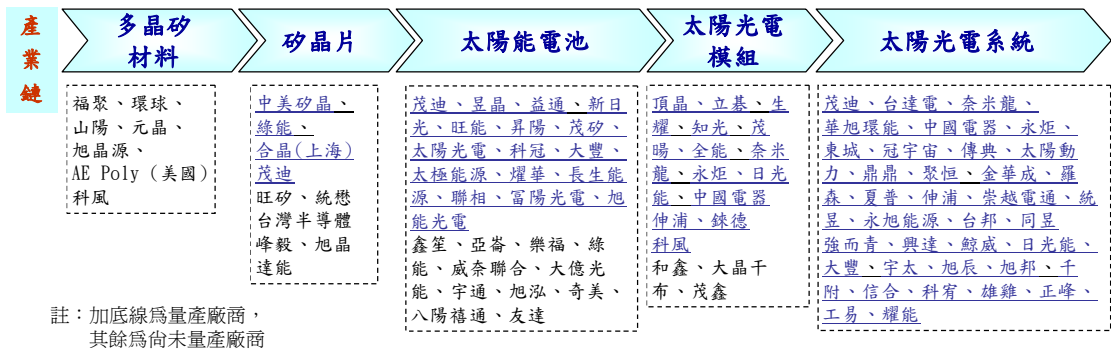 產業鏈
多晶矽
材料
矽晶片
太陽能電池
太陽光電
模組
太陽光電系統
福聚、環球、
山陽、元晶、
旭晶源、
AE Poly (美國)
科風
中美矽晶、
綠能、
合晶(上海)
茂迪
旺矽、統懋
台灣半導體
峰毅、旭晶
達能
茂迪、昱晶、益通、新日
光、旺能、昇陽、茂矽、
太陽光電、科冠、大豐、
太極能源、燿華、長生能
源、聯相、富陽光電、旭
能光電
鑫笙、亞崙、樂福、綠
能、威奈聯合、大億光
能、宇通、旭泓、奇美、
八陽禧通、友達
頂晶、立碁、生
耀、知光、茂
暘、全能、奈米
龍、永炬、日光
能、中國電器
伸浦、錸德
科風
和鑫、大晶干
布、茂鑫
茂迪、台達電、奈米龍、
華旭環能、中國電器、永炬、
東城、冠宇宙、傳典、太陽動
力、鼎鼎、聚恒、金華成、羅
森、夏普、伸浦、崇越電通、統
昱、永旭能源、台邦、同昱
強而青、興達、鯨威、日光能、
大豐、宇太、旭辰、旭邦、千
附、信合、科宥、雄雞、正峰、
工易、耀能
註：加底線為量產廠商，
其餘為尚未量產廠商